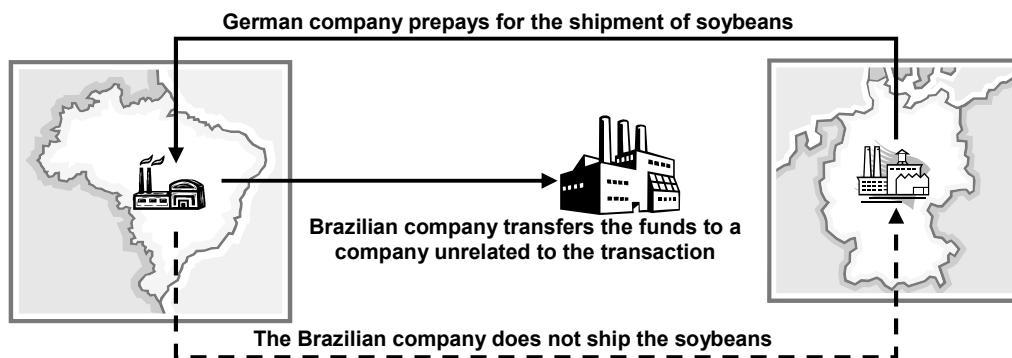 German company prepays for the shipment of soybeans
Brazilian company transfers the funds to a
company unrelated to the transaction
The Brazilian company does not ship the soybeans